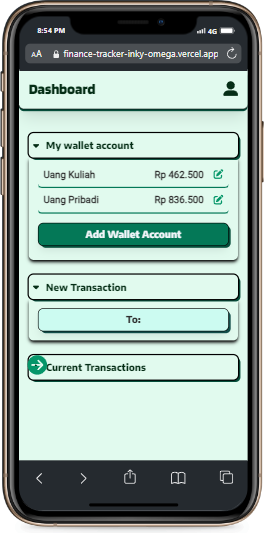 8:54 PM 4G
AA finance-tracker-inky-omega.vercel.app
Dashboard
My wallet account
Uang Kuliah Rp 462.500
Uang Pribadi Rp 836.500
Add Wallet Account
New Transaction
To:
Current Transactions